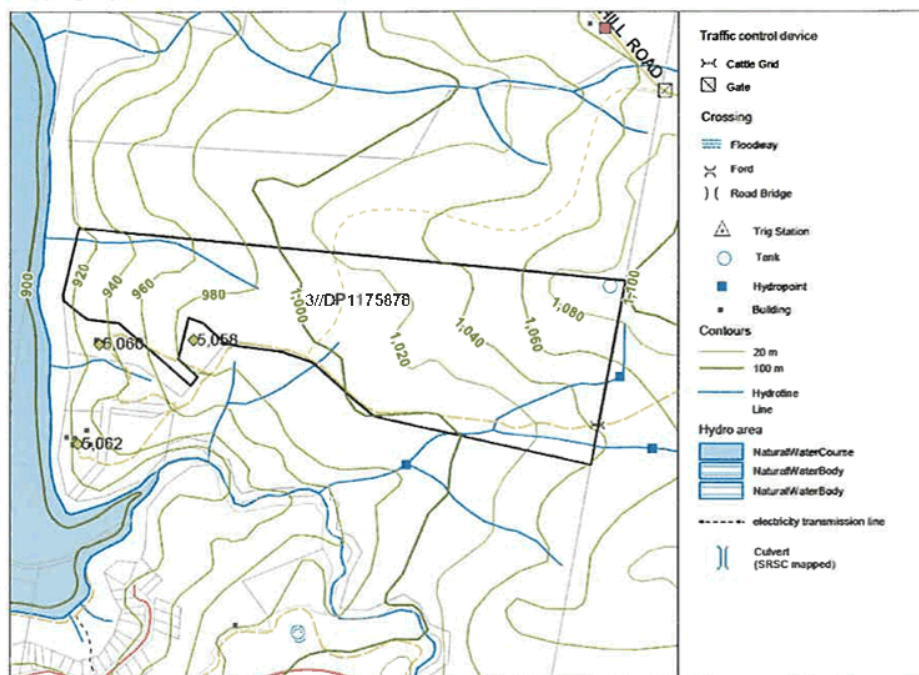 HILL ROAD
900
920
940
960
980
1,000
3//DP1175878
1,020
1,040
1,060
1,080
1,100
5,060
5,058
5,062
Traffic control device
Cattle Grid
Gate
Crossing
Floodway
Ford
Road Bridge
Trig Station
Tank
Hydropoint
Building
Contours
20 m
100 m
Hydroline
Line
Hydro area
NaturalWaterCourse
NaturalWaterBody
NaturalWaterBody
electricity transmission line
Culvert
(SRSC mapped)